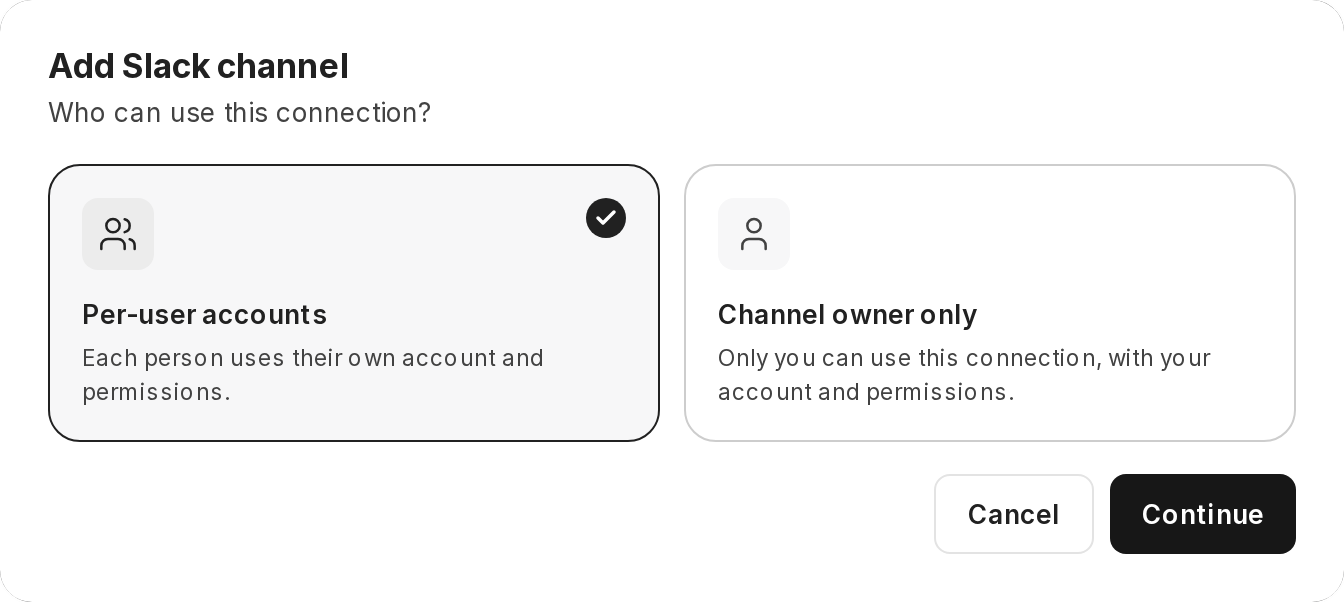 Add Slack channel
Who can use this connection?
Per-user accounts
Each person uses their own account and
permissions.
Channel owner only
Only you can use this connection, with your
account and permissions.
Cancel
Continue